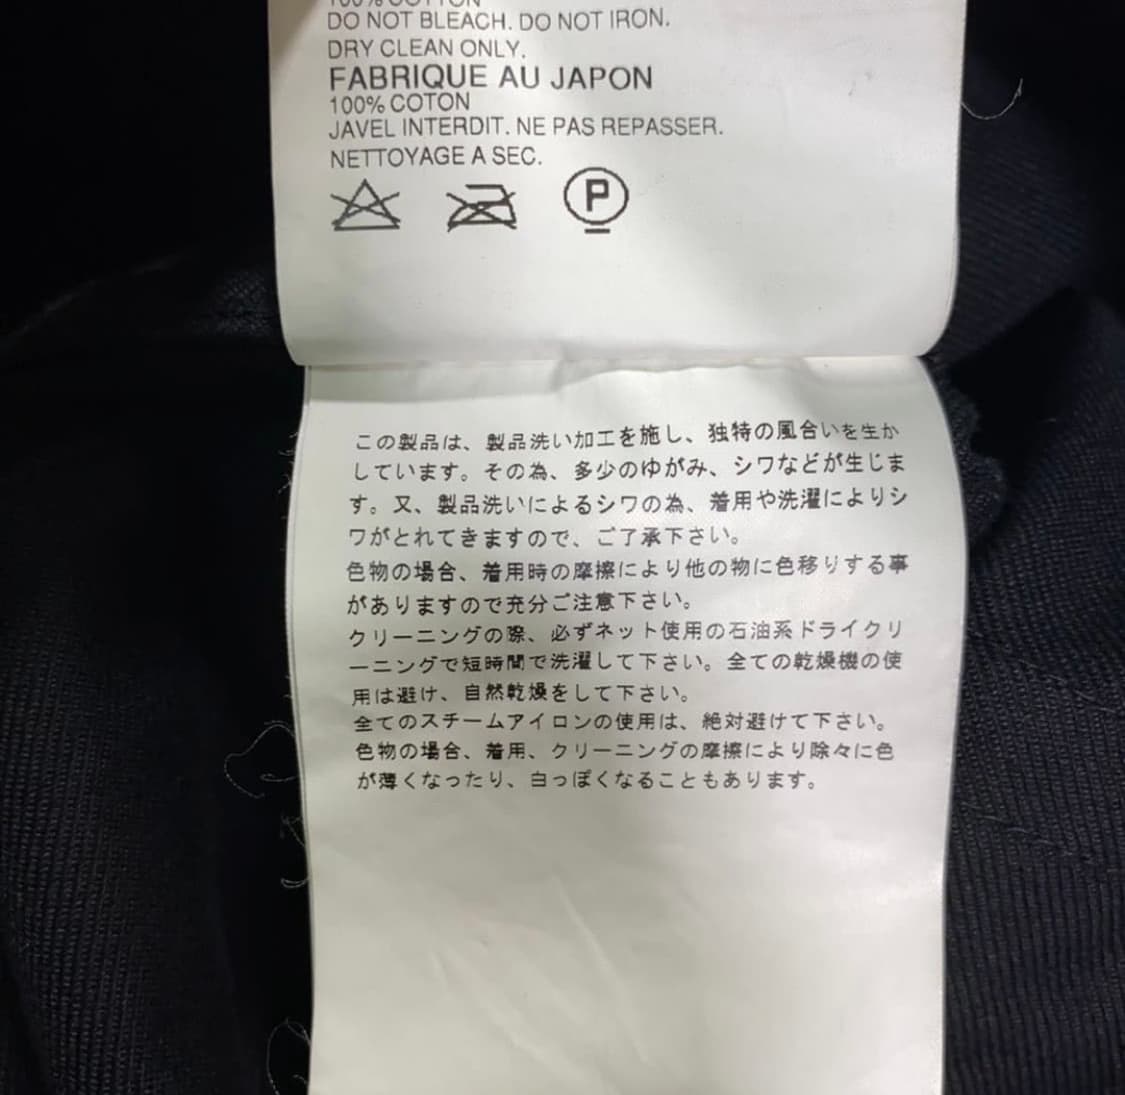 100% COTTON
DO NOT BLEACH. DO NOT IRON.
DRY CLEAN ONLY.
FABRIQUE AU JAPON
100% COTON
JAVEL INTERDIT. NE PAS REPASSER.
NETTOYAGE A SEC.
P
この製品は、製品洗い加工を施し、独特の風合いを生か
しています。その為、多少のゆがみ、シワなどが生じま
す。又、製品洗いによるシワの為、着用や洗濯によりシ
ワがとれてきますので、ご了承下さい。
色物の場合、着用時の摩擦により他の物に色移りする事
がありますので充分ご注意下さい。
クリーニングの際、必ずネット使用の石油系ドライクリ
ーニングで短時間で洗濯して下さい。全ての乾燥機の使
用は避け、自然乾燥をして下さい。
全てのスチームアイロンの使用は、絶対避けて下さい。
色物の場合、着用、クリーニングの摩擦により除々に色
が薄くなったり、白っぽくなることもあります。